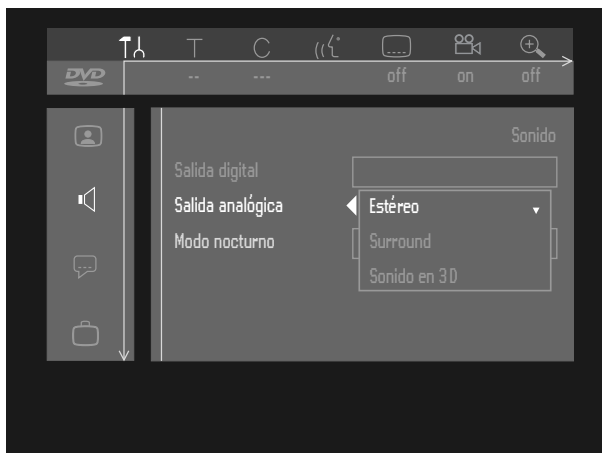 T C
DVD -- --- off on off
Sonido
Salida digital
Salida analógica Estéreo
Modo nocturno Surround
Sonido en 3D